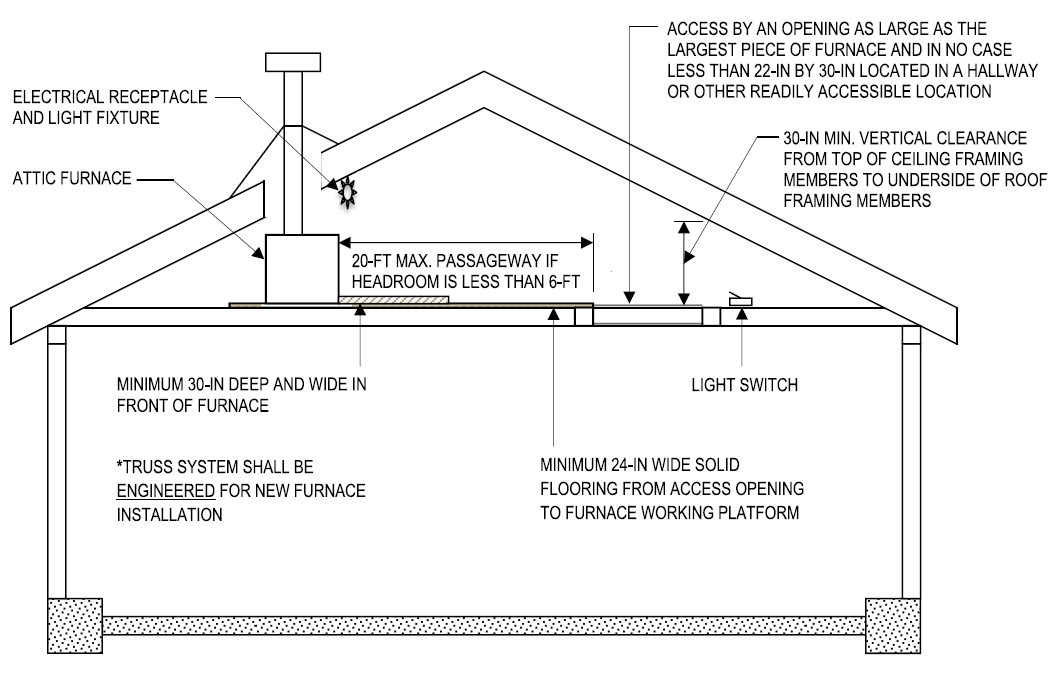 ACCESS BY AN OPENING AS LARGE AS THE
LARGEST PIECE OF FURNACE AND IN NO CASE
LESS THAN 22-IN BY 30-IN LOCATED IN A HALLWAY
OR OTHER READILY ACCESSIBLE LOCATION
ELECTRICAL RECEPTACLE
AND LIGHT FIXTURE
30-IN MIN. VERTICAL CLEARANCE
FROM TOP OF CEILING FRAMING
MEMBERS TO UNDERSIDE OF ROOF
FRAMING MEMBERS
ATTIC FURNACE
20-FT MAX. PASSAGEWAY IF
HEADROOM IS LESS THAN 6-FT
MINIMUM 30-IN DEEP AND WIDE IN
FRONT OF FURNACE
LIGHT SWITCH
*TRUSS SYSTEM SHALL BE
ENGINEERED FOR NEW FURNACE
INSTALLATION
MINIMUM 24-IN WIDE SOLID
FLOORING FROM ACCESS OPENING
TO FURNACE WORKING PLATFORM